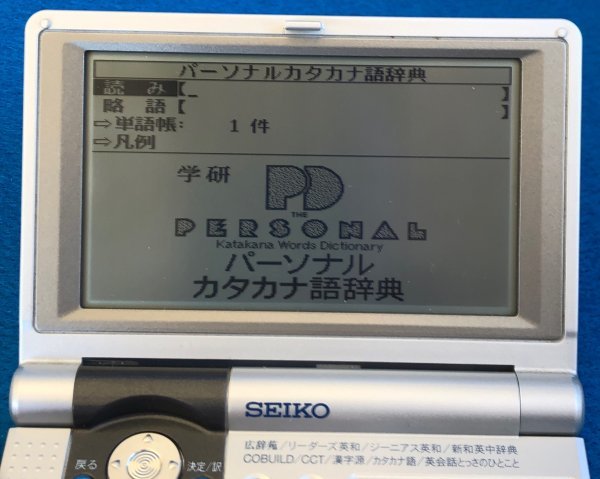 パーソナルカタカナ語辞典
読み【_ 】
略語【 】
⇨単語帳: 1件
⇨凡例
学研 PD
THE
PERSONAL
Katakana Words Dictionary
パーソナル
カタカナ語辞典
SEIKO
広辞苑/リーダーズ英和/ジーニアス英和/新和英中辞典
COBUILD/CCT/漢字源/カタカナ語/英会話とっさのひとこと
戻る
決定/訳